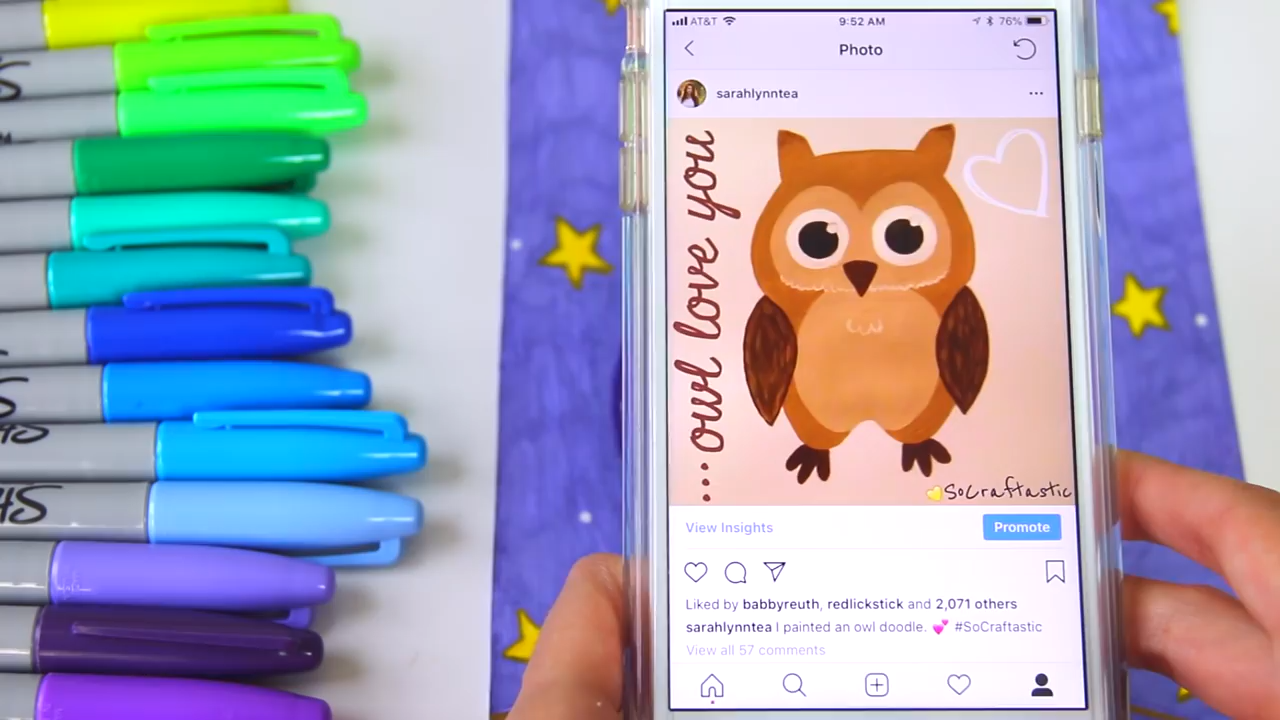 AT&T
9:52 AM
76%
Photo
sarahlynntea
...owl love you
SoCraftastic
View Insights
Promote
Liked by babbyreuth, redlickstick and 2,071 others
sarahlynntea I painted an owl doodle. 💕 #SoCraftastic
View all 57 comments